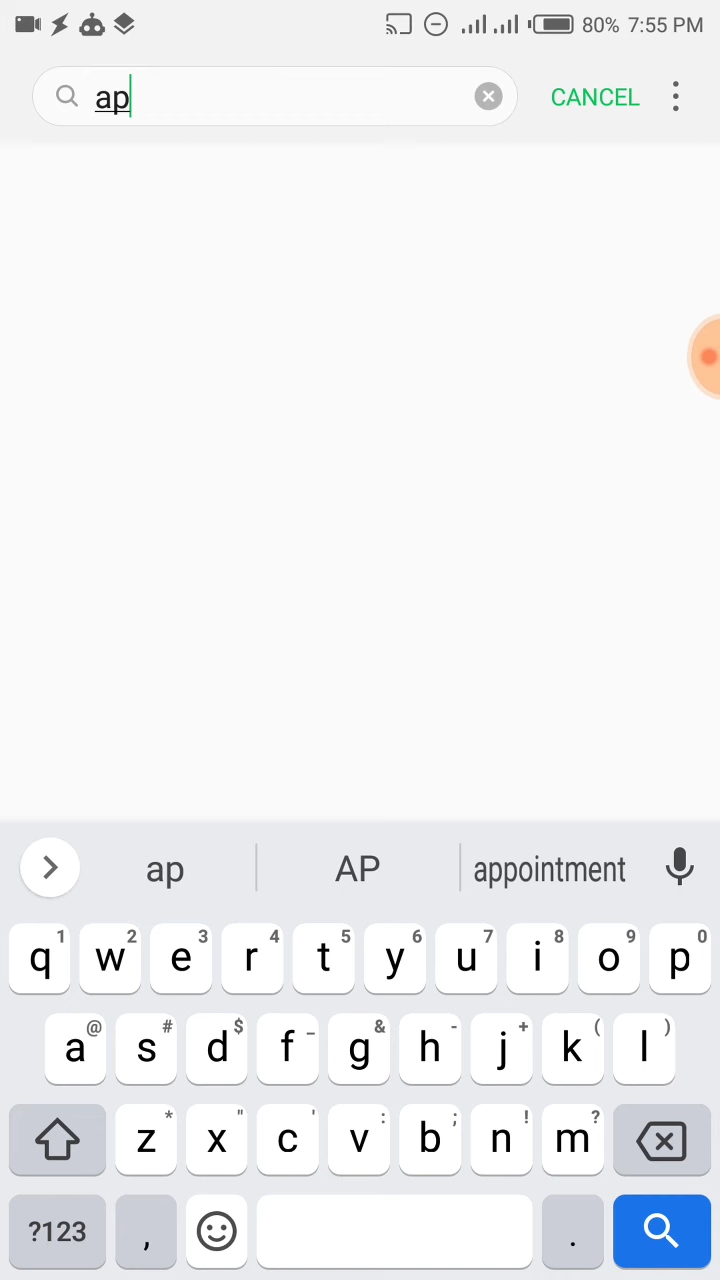 80% 7:55 PM
ap CANCEL
ap AP appointment
q1 w2 e3 r4 t5 y6 u7 i8 o9 p0
a@ s# d$ f_ g& h- j+ k( l)
z* x" c' v: b; n! m?
?123 , .